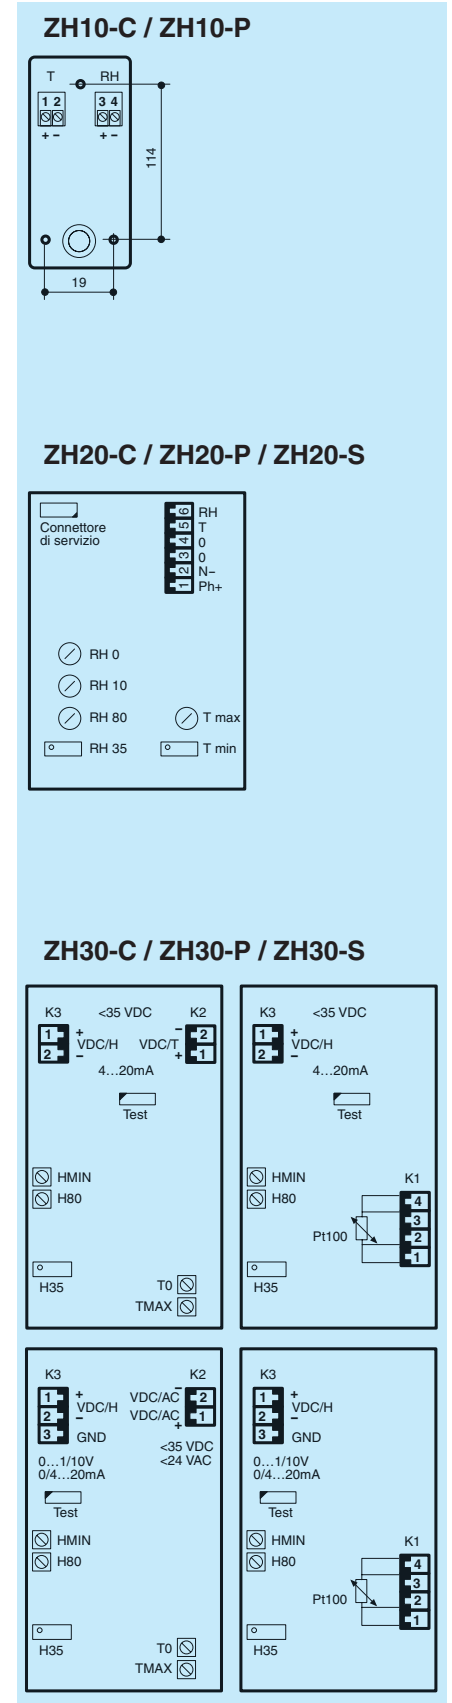 ZH10-C / ZH10-P
T RH
1 2 3 4
+ − + −
114
19
ZH20-C / ZH20-P / ZH20-S
Connettore
di servizio
6 RH
5 T
4 0
3 0
2 N−
1 Ph+
RH 0
RH 10
RH 80 T max
RH 35 T min
ZH30-C / ZH30-P / ZH30-S
K3 <35 VDC K2
1 + − 2
VDC/H VDC/T
2 − + 1
4…20mA
Test
HMIN
H80
H35
T0
TMAX
K3 <35 VDC
1 +
VDC/H
2 −
4…20mA
Test
HMIN
H80
K1
4
3
Pt100 2
1
H35
K3 K2
1 + VDC/AC − 2
2 − VDC/H VDC/AC + 1
3 GND
0…1/10V
0/4…20mA
<35 VDC
<24 VAC
Test
HMIN
H80
H35
T0
TMAX
K3
1 +
VDC/H
2 −
3 GND
0…1/10V
0/4…20mA
Test
HMIN
H80
K1
4
3
Pt100 2
1
H35